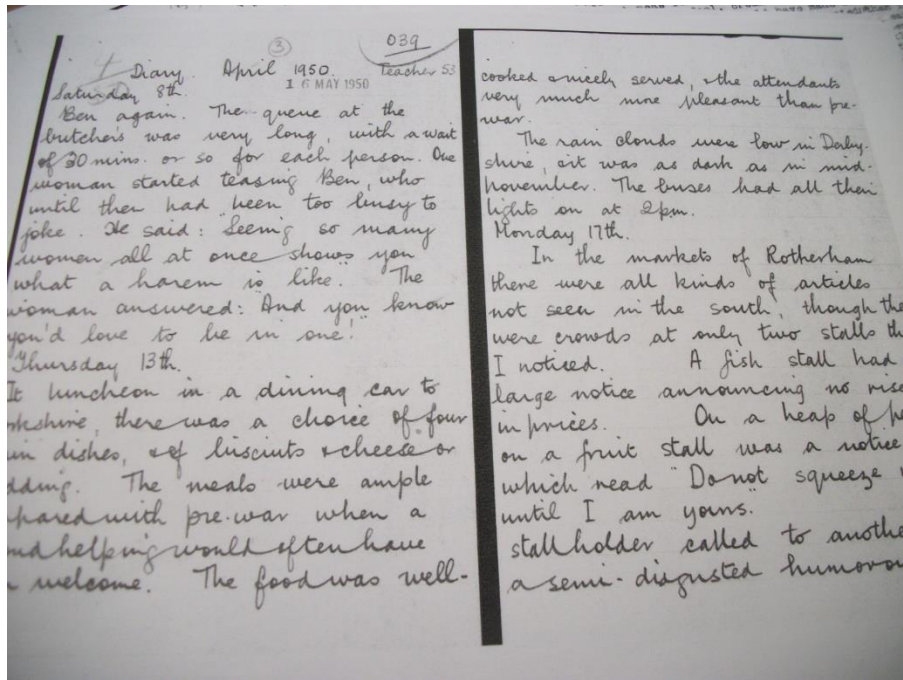 3
039
Diary. April 1950. Teacher 53
16 MAY 1950
Saturday 8th.
Ben again. The queue at the
butcher's was very long, with a wait
of 30 mins. or so for each person. One
woman started teasing Ben, who
until then had been too busy to
joke. He said: "Seeing so many
women all at once shows you
what a harem is like". The
woman answered: "And you know
you'd love to be in one!"
Thursday 13th.
It luncheon in a dining car to
rkshire, there was a choice of four
in dishes, & of biscuits & cheese or
dding. The meals were ample
pared with pre-war when a
nd helping would often have
n welcome. The food was well-
cooked & nicely served, & the attendants
very much more pleasant than pre-
war.
The rain clouds were low in Derby-
shire, & it was as dark as in mid-
november. The buses had all their
lights on at 2pm.
Monday 17th.
In the markets of Rotherham
there were all kinds of articles
not seen in the south, though the
were crowds at only two stalls th
I noticed. A fish stall had
large notice announcing no rise
in prices. On a heap of pe
on a fruit stall was a notice
which read "Do not squeeze
until I am yours."
stallholder called to anothe
a semi-disgusted humorou